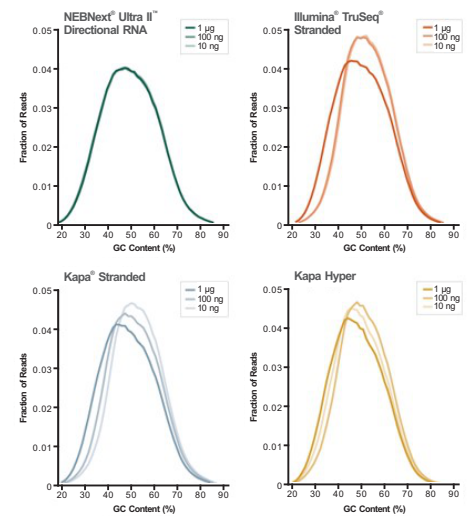 NEBNext® Ultra II™
Directional RNA
1 µg
100 ng
10 ng
0.05
0.04
0.03
0.02
0.01
0
Fraction of Reads
20 30 40 50 60 70 80 90
GC Content (%)
Illumina® TruSeq®
Stranded
1 µg
100 ng
10 ng
0.05
0.04
0.03
0.02
0.01
0
Fraction of Reads
20 30 40 50 60 70 80 90
GC Content (%)
Kapa® Stranded
1 µg
100 ng
10 ng
0.05
0.04
0.03
0.02
0.01
0
Fraction of Reads
20 30 40 50 60 70 80 90
GC Content (%)
Kapa Hyper
1 µg
100 ng
10 ng
0.05
0.04
0.03
0.02
0.01
0
Fraction of Reads
20 30 40 50 60 70 80 90
GC Content (%)